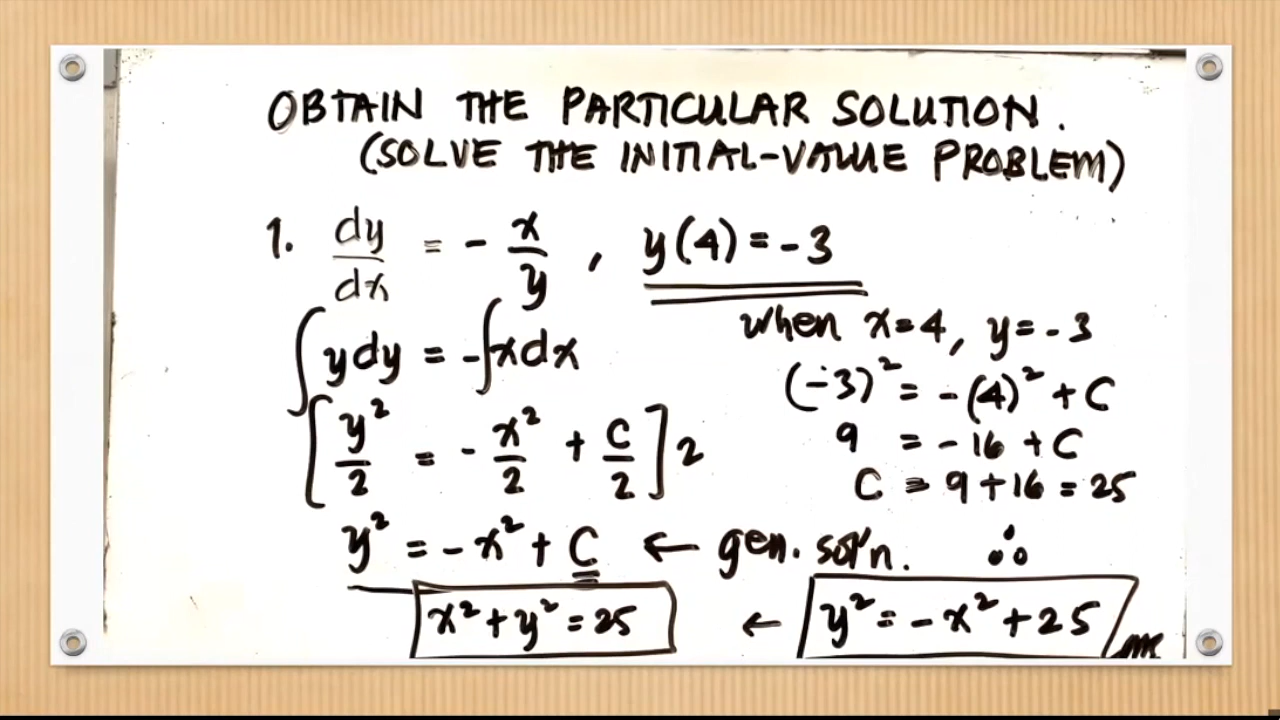 OBTAIN THE PARTICULAR SOLUTION.
(SOLVE THE INITIAL-VALUE PROBLEM)
1. dy/dx = - x/y , y(4) = -3
∫ y dy = -∫ x dx
[ y²/2 = - x²/2 + C/2 ] 2
y² = - x² + C ← gen. sol'n.
when x = 4, y = -3
(-3)² = -(4)² + C
9 = -16 + C
C = 9 + 16 = 25
∴
y² = - x² + 25
← 
x² + y² = 25